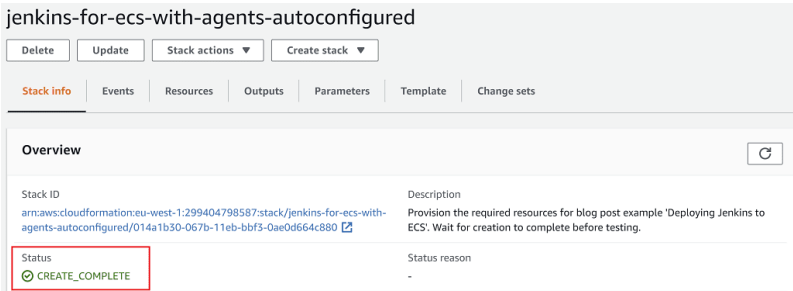 jenkins-for-ecs-with-agents-autoconfigured
Delete Update Stack actions ▼ Create stack ▼
Stack info Events Resources Outputs Parameters Template Change sets
Overview
Stack ID Description
arn:aws:cloudformation:eu-west-1:299404798587:stack/jenkins-for-ecs-with- Provision the required resources for blog post example 'Deploying Jenkins to
agents-autoconfigured/014a1b30-067b-11eb-bbf3-0ae0d664c880 ECS'. Wait for creation to complete before testing.
Status Status reason
CREATE_COMPLETE -